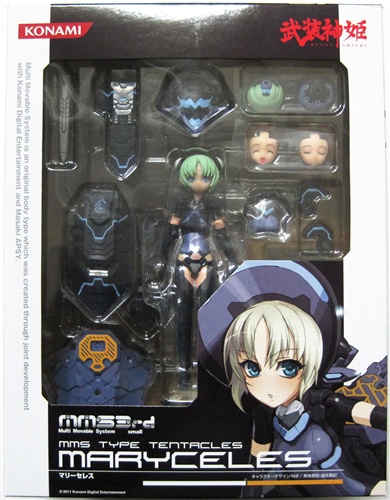 KONAMI
武装神姫
BUSOU SHINKI
Multi Movable System is an original body type which was created through joint development
with Konami Digital Entertainment and Masaki APSY.
MMS3rd
Multi Movable System small
MMS TYPE TENTACLES
MARYCELES
マリーセレス
© 2011 Konami Digital Entertainment